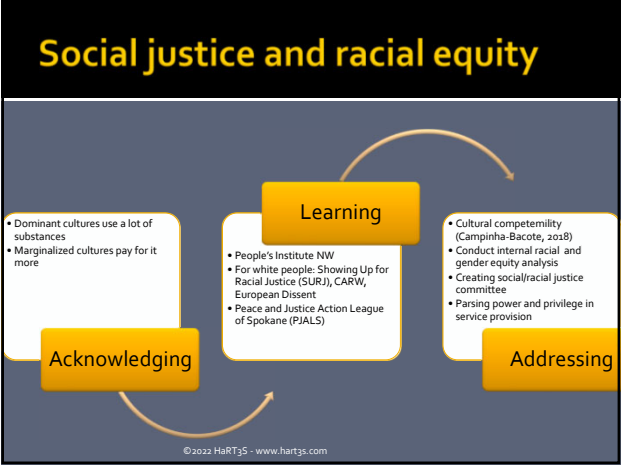 Social justice and racial equity
• Dominant cultures use a lot of
substances
• Marginalized cultures pay for it
more
Acknowledging
Learning
• People's Institute NW
• For white people: Showing Up for
Racial Justice (SURJ), CARW,
European Dissent
• Peace and Justice Action League
of Spokane (PJALS)
• Cultural competemility
(Campinha-Bacote, 2018)
• Conduct internal racial and
gender equity analysis
• Creating social/racial justice
committee
• Parsing power and privilege in
service provision
Addressing
©2022 HaRT3S - www.hart3s.com